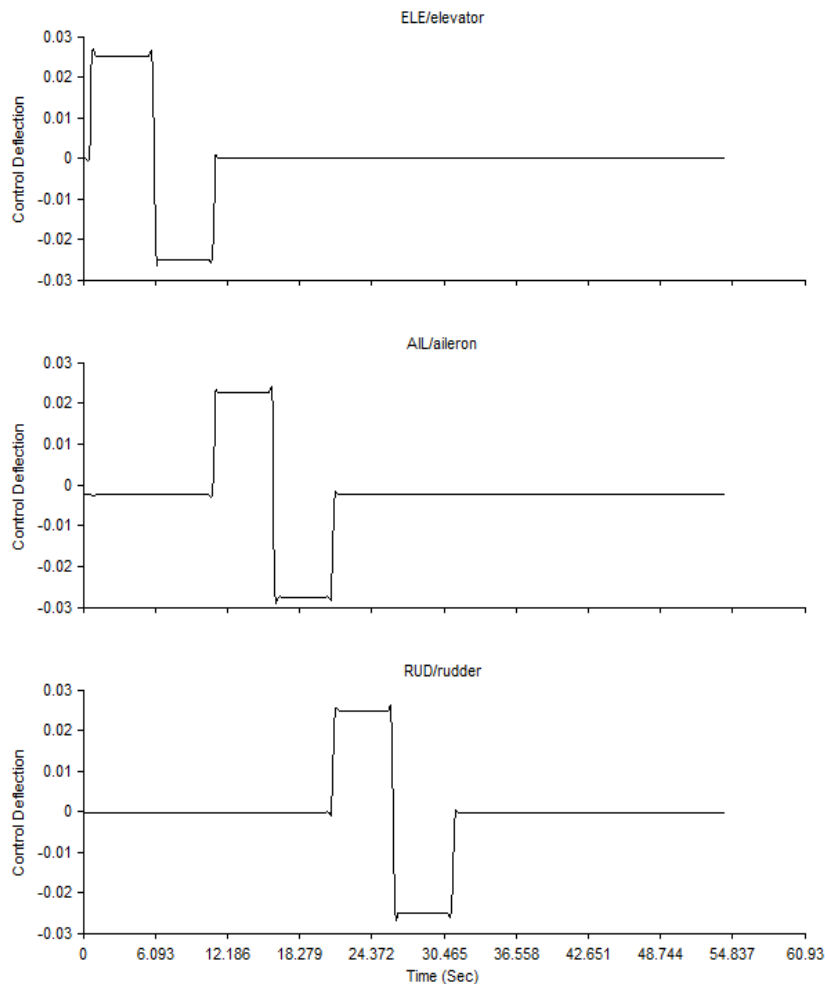 ELE/elevator
0.03
0.02
0.01
0
-0.01
-0.02
-0.03
Control Deflection
AIL/aileron
0.03
0.02
0.01
0
-0.01
-0.02
-0.03
Control Deflection
RUD/rudder
0.03
0.02
0.01
0
-0.01
-0.02
-0.03
Control Deflection
0 6.093 12.186 18.279 24.372 30.465 36.558 42.651 48.744 54.837 60.93
Time (Sec)